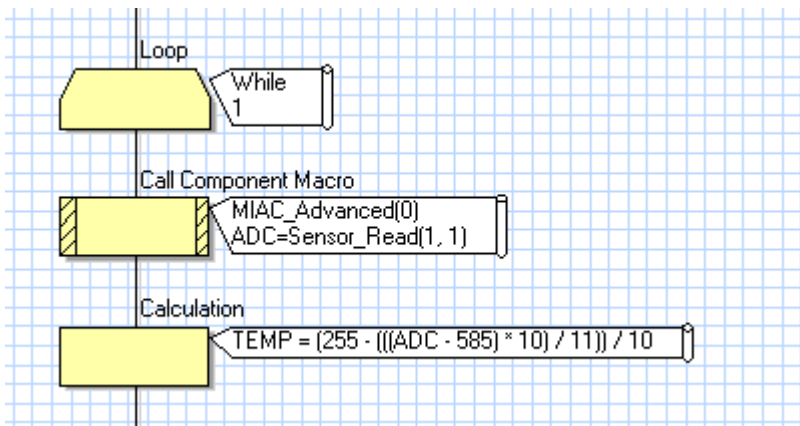 Loop
While
1
Call Component Macro
MIAC_Advanced(0)
ADC=Sensor_Read(1, 1)
Calculation
TEMP = (255 - (((ADC - 585) * 10) / 11)) / 10